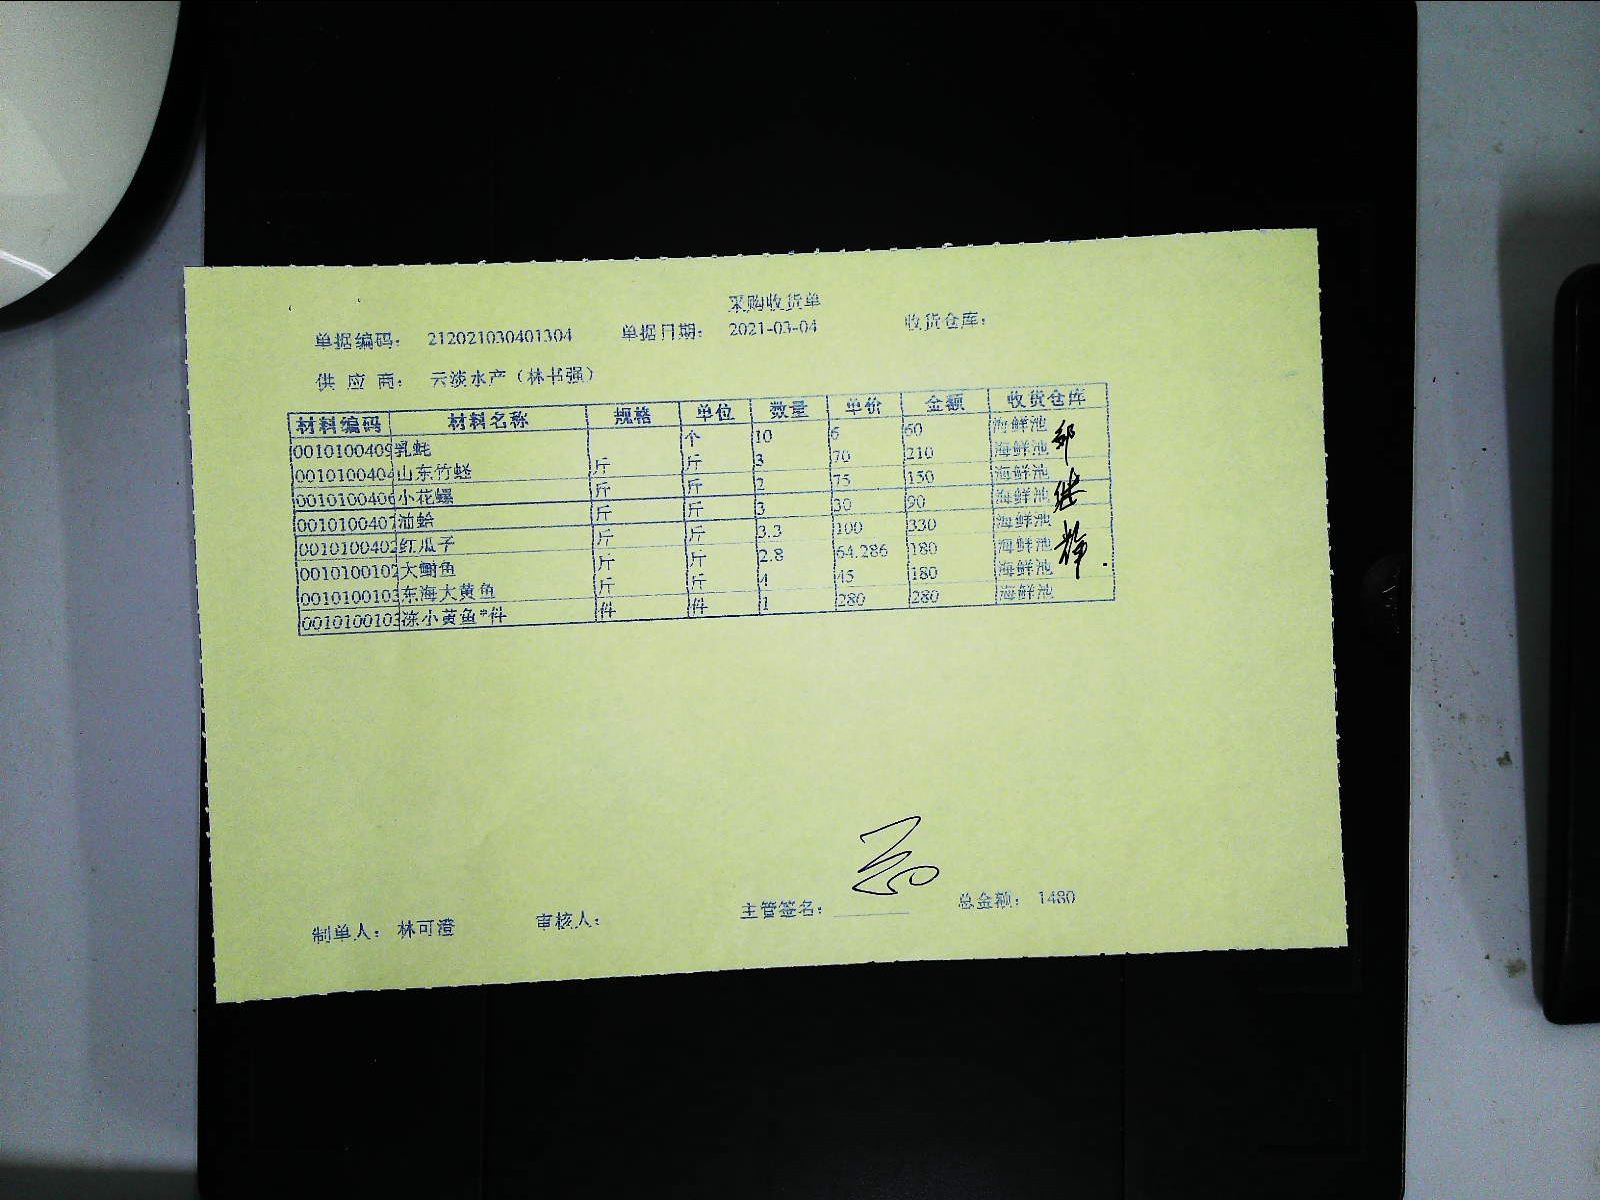 采购收货单
单据编码： 212021030401304 单据日期： 2021-03-04 收货仓库：
供 应 商： 云淡水产（林书强）
材料编码 材料名称 规格 单位 数量 单价 金额 收货仓库
0010100409 乳蚝 个 10 6 60 海鲜池
0010100404 山东竹蛏 斤 斤 3 70 210 海鲜池
0010100406 小花螺 斤 斤 2 75 150 海鲜池
0010100407 油蛤 斤 斤 3 30 90 海鲜池
0010100402 红瓜子 斤 斤 3.3 100 330 海鲜池
0010100102 大鲥鱼 斤 斤 2.8 64.286 180 海鲜池
0010100103 东海大黄鱼 斤 斤 4 45 180 海鲜池
0010100103 冻小黄鱼*件 件 件 1 280 280 海鲜池
主管签名： 总金额： 1480
制单人： 林可澄 审核人：